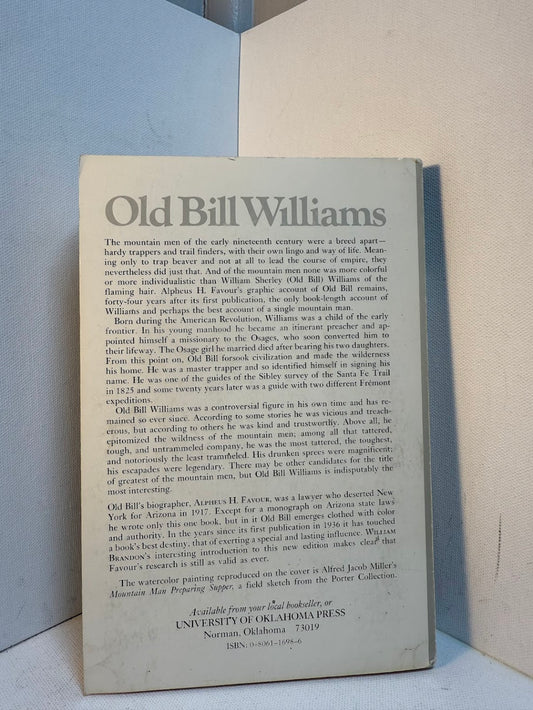 Old Bill Williams
The mountain men of the early nineteenth century were a breed apart—
hardy trappers and trail finders, with their own lingo and way of life. Mean-
ing only to trap beaver and not at all to lead the course of empire, they
nevertheless did just that. And of the mountain men none was more colorful
or more individualistic than William Sherley (Old Bill) Williams of the
flaming hair. Alpheus H. Favour's graphic account of Old Bill remains,
forty-four years after its first publication, the only book-length account of
Williams and perhaps the best account of a single mountain man.
Born during the American Revolution, Williams was a child of the early
frontier. In his young manhood he became an itinerant preacher and ap-
pointed himself a missionary to the Osages, who soon converted him to
their lifeway. The Osage girl he married died after bearing his two daughters.
From this point on, Old Bill forsook civilization and made the wilderness
his home. He was a master trapper and so identified himself in signing his
name. He was one of the guides of the Sibley survey of the Santa Fe Trail
in 1825 and some twenty years later was a guide with two different Frémont
expeditions.
Old Bill Williams was a controversial figure in his own time and has re-
mained so ever since. According to some stories he was vicious and treach-
erous, but according to others he was kind and trustworthy. Above all, he
epitomized the wildness of the mountain men; among all that tattered,
tough, and untrammeled company, he was the most tattered, the toughest,
and notoriously the least trammeled. His drunken sprees were magnificent;
his escapades were legendary. There may be other candidates for the title
of greatest of the mountain men, but Old Bill Williams is indisputably the
most interesting.
Old Bill's biographer, ALPHEUS H. FAVOUR, was a lawyer who deserted New
York for Arizona in 1917. Except for a monograph on Arizona state laws
he wrote only this one book, but in it Old Bill emerges clothed with color
and authority. In the years since its first publication in 1936 it has touched
a book's best destiny, that of exerting a special and lasting influence. WILLIAM
BRANDON's interesting introduction to this new edition makes clear that
Favour's research is still as valid as ever.
The watercolor painting reproduced on the cover is Alfred Jacob Miller's
Mountain Man Preparing Supper, a field sketch from the Porter Collection.
Available from your local bookseller, or
UNIVERSITY OF OKLAHOMA PRESS
Norman, Oklahoma 73019
ISBN: 0-8061-1698-6